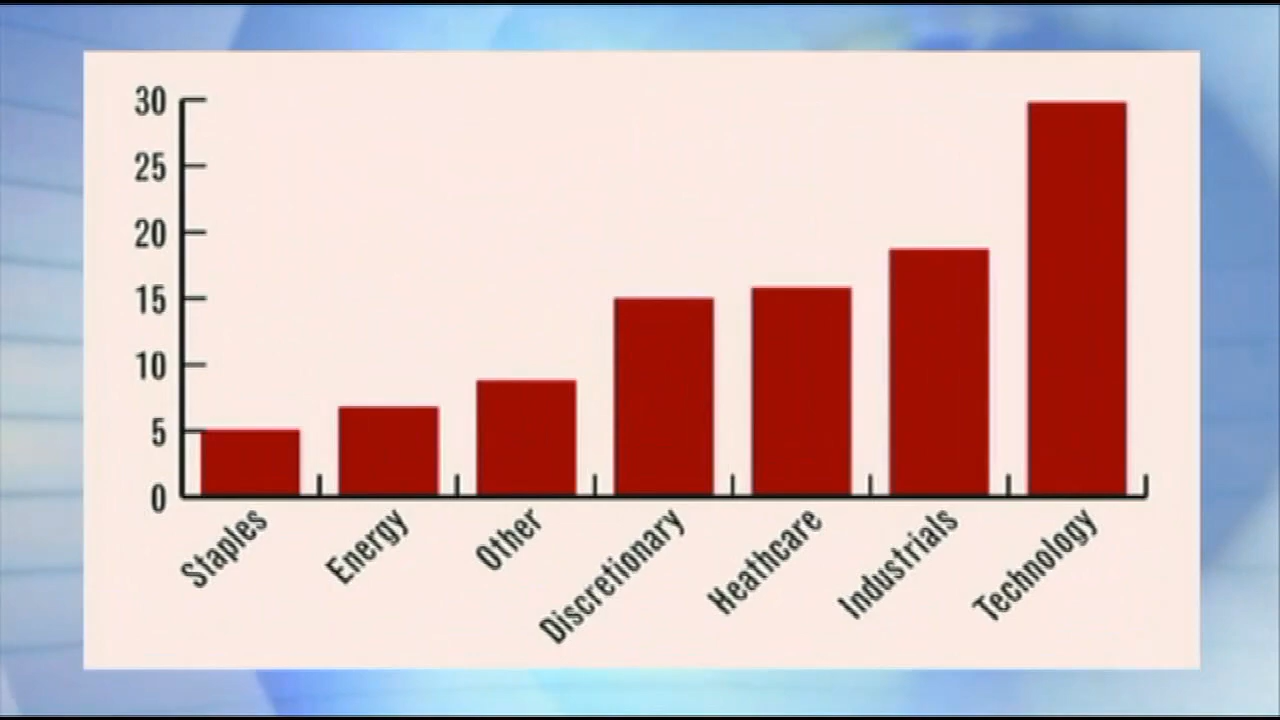 30
25
20
15
10
5
0
Staples
Energy
Other
Discretionary
Heathcare
Industrials
Technology